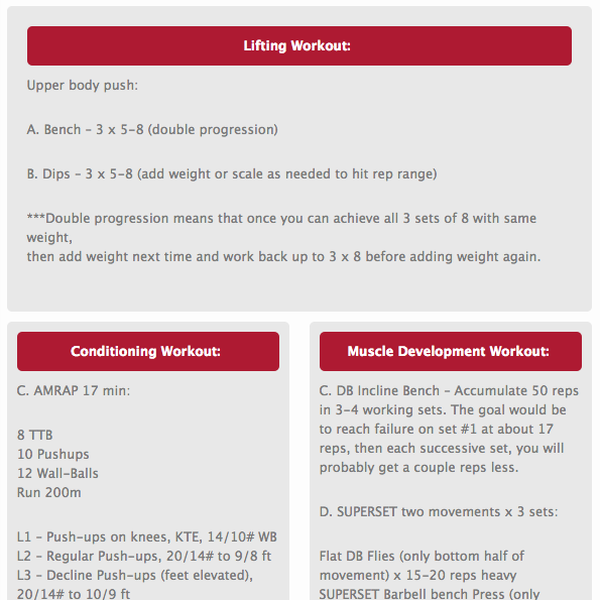 Lifting Workout:
Upper body push:
A. Bench – 3 x 5–8 (double progression)
B. Dips – 3 x 5–8 (add weight or scale as needed to hit rep range)
***Double progression means that once you can achieve all 3 sets of 8 with same
weight,
then add weight next time and work back up to 3 x 8 before adding weight again.
Conditioning Workout:
C. AMRAP 17 min:
8 TTB
10 Pushups
12 Wall-Balls
Run 200m
L1 – Push-ups on knees, KTE, 14/10# WB
L2 – Regular Push-ups, 20/14# to 9/8 ft
L3 – Decline Push-ups (feet elevated),
20/14# to 10/9 ft
Muscle Development Workout:
C. DB Incline Bench – Accumulate 50 reps
in 3–4 working sets. The goal would be
to reach failure on set #1 at about 17
reps, then each successive set, you will
probably get a couple reps less.
D. SUPERSET two movements x 3 sets:
Flat DB Flies (only bottom half of
movement) x 15–20 reps heavy
SUPERSET Barbell bench Press (only